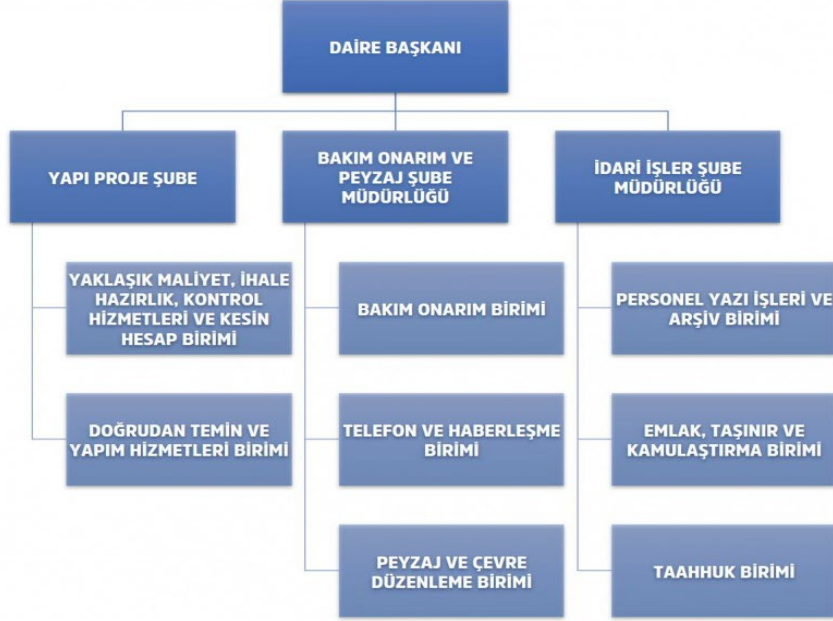 DAİRE BAŞKANI
YAPI PROJE ŞUBE
BAKIM ONARIM VE
PEYZAJ ŞUBE
MÜDÜRLÜĞÜ
İDARİ İŞLER ŞUBE
MÜDÜRLÜĞÜ
YAKLAŞIK MALİYET, İHALE
HAZIRLIK, KONTROL
HİZMETLERİ VE KESİN
HESAP BİRİMİ
DOĞRUDAN TEMİN VE
YAPIM HİZMETLERİ BİRİMİ
BAKIM ONARIM BİRİMİ
TELEFON VE HABERLEŞME
BİRİMİ
PEYZAJ VE ÇEVRE
DÜZENLEME BİRİMİ
PERSONEL YAZI İŞLERİ VE
ARŞİV BİRİMİ
EMLAK, TAŞINIR VE
KAMULAŞTIRMA BİRİMİ
TAAHHUK BİRİMİ